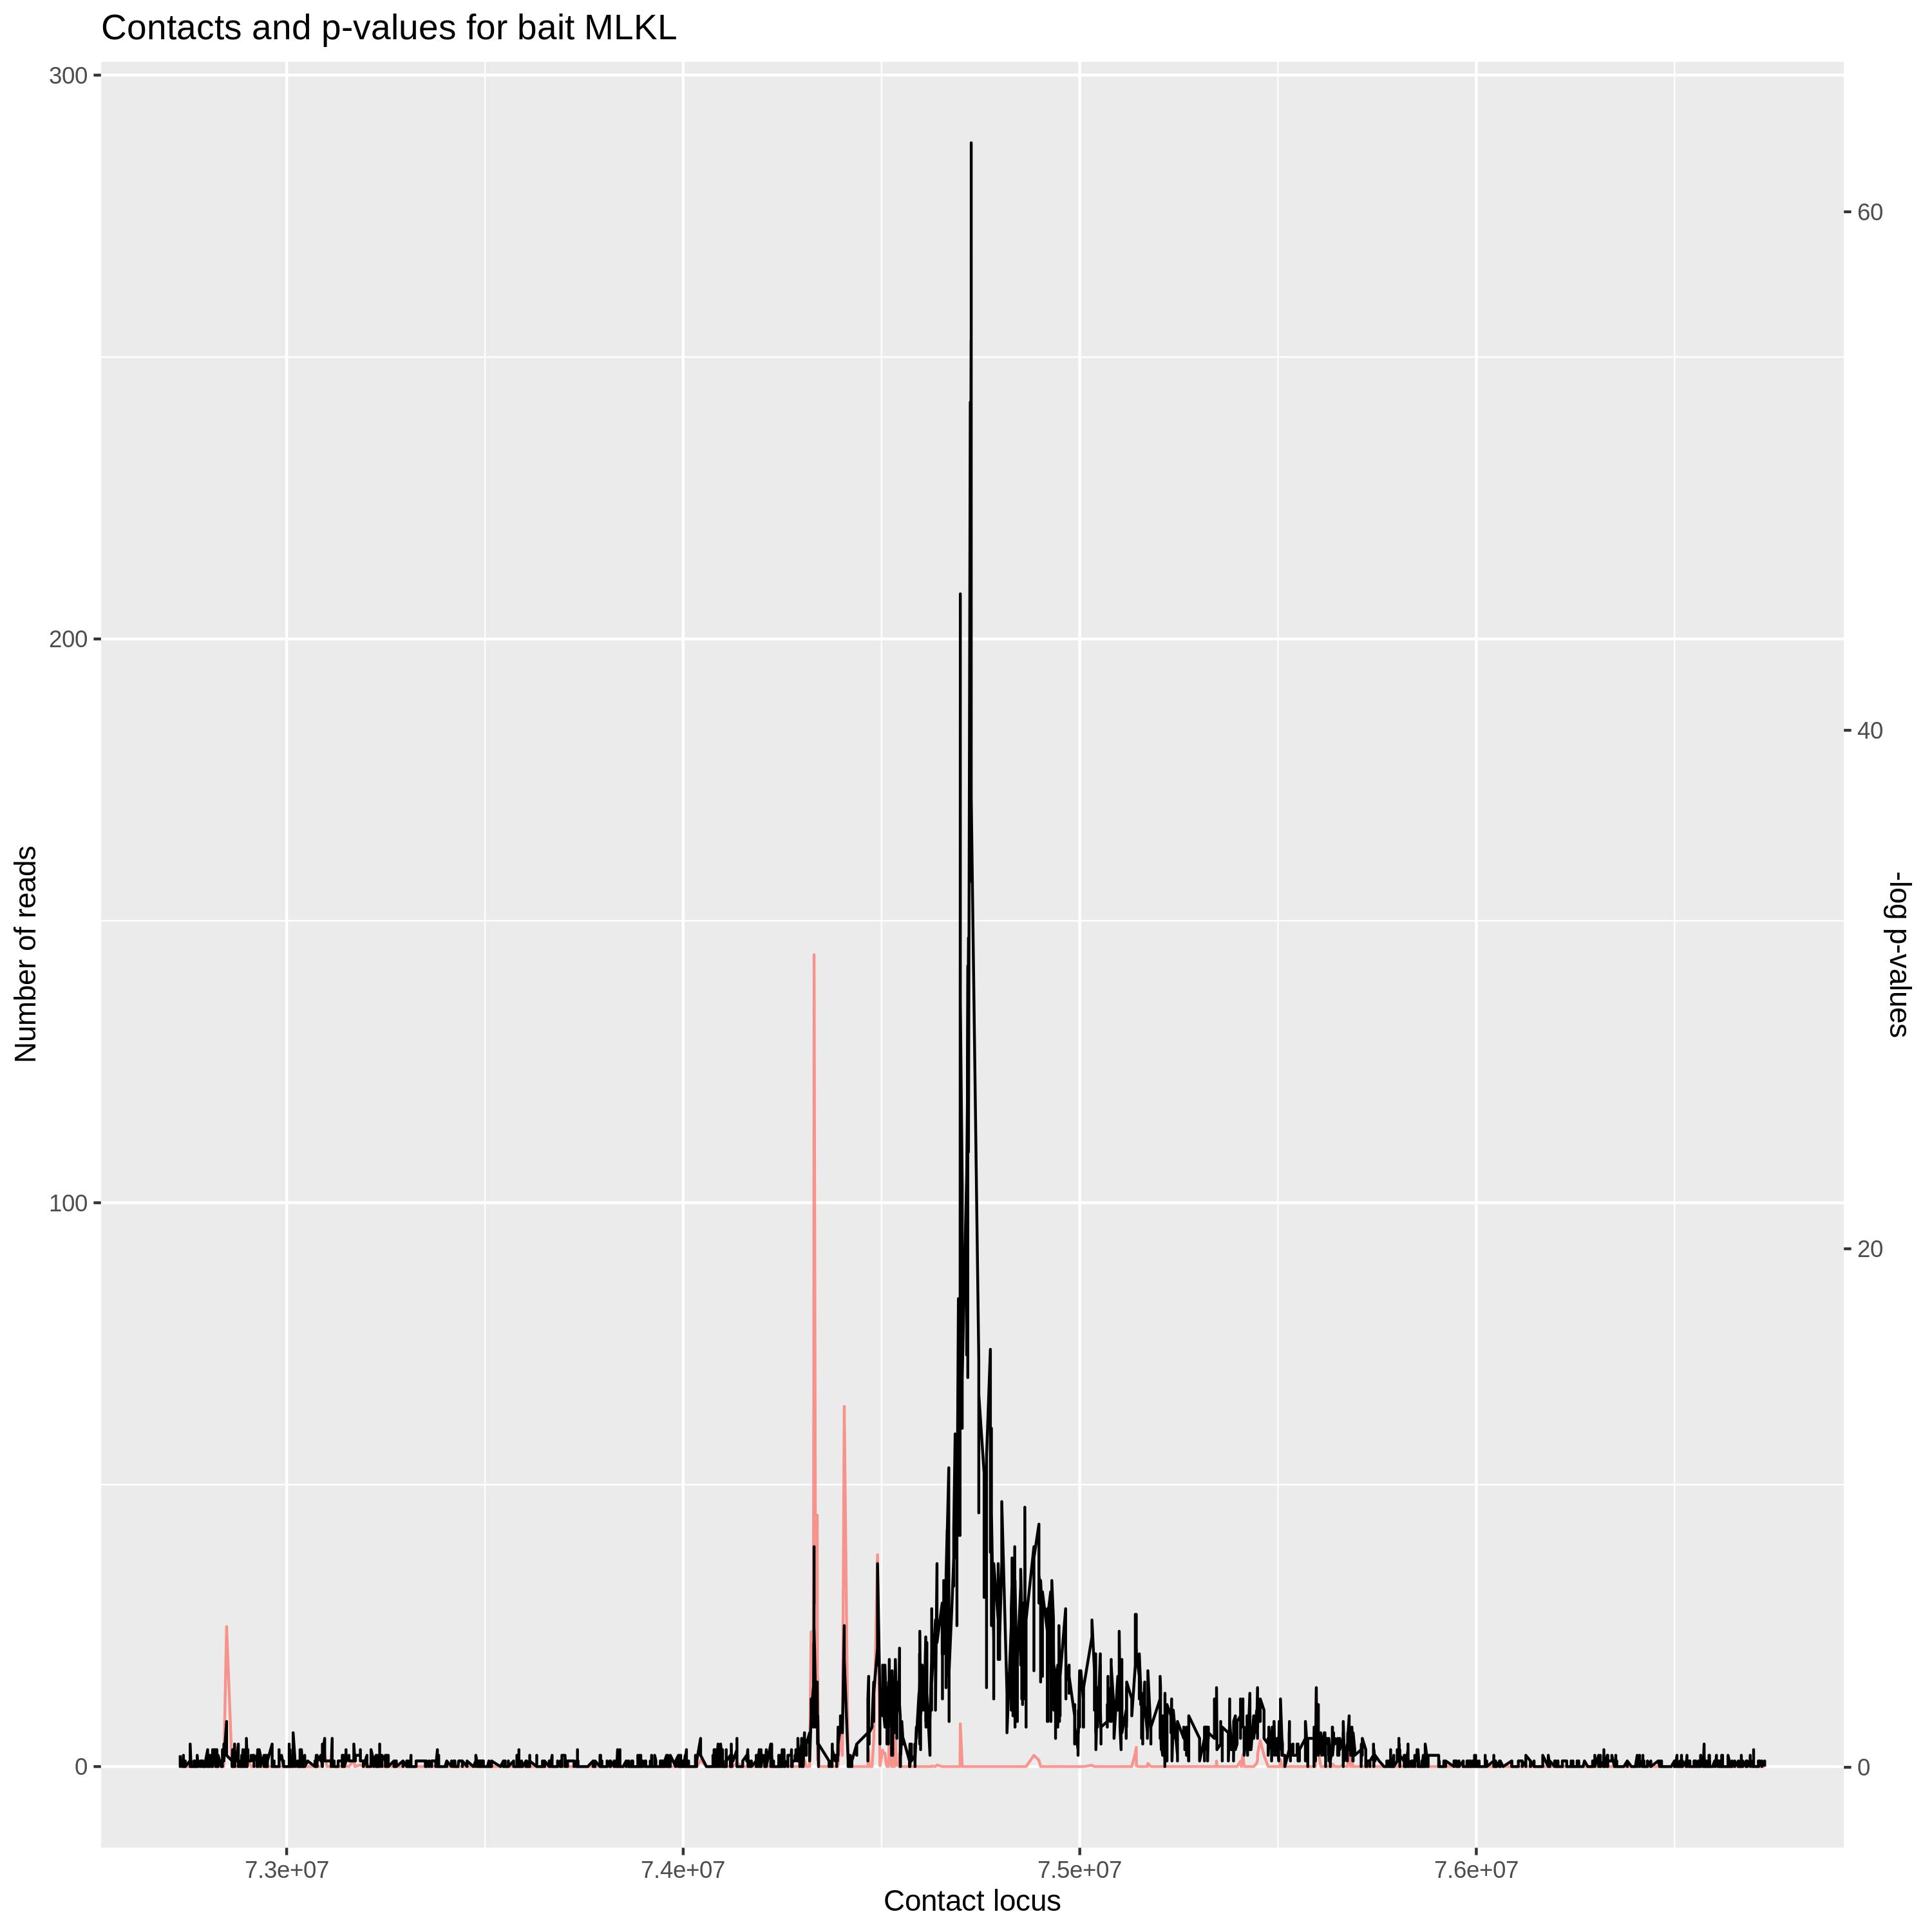 Contacts and p-values for bait MLKL
300
200
100
0
Number of reads
60
40
20
0
-log p-values
7.3e+07
7.4e+07
7.5e+07
7.6e+07
Contact locus